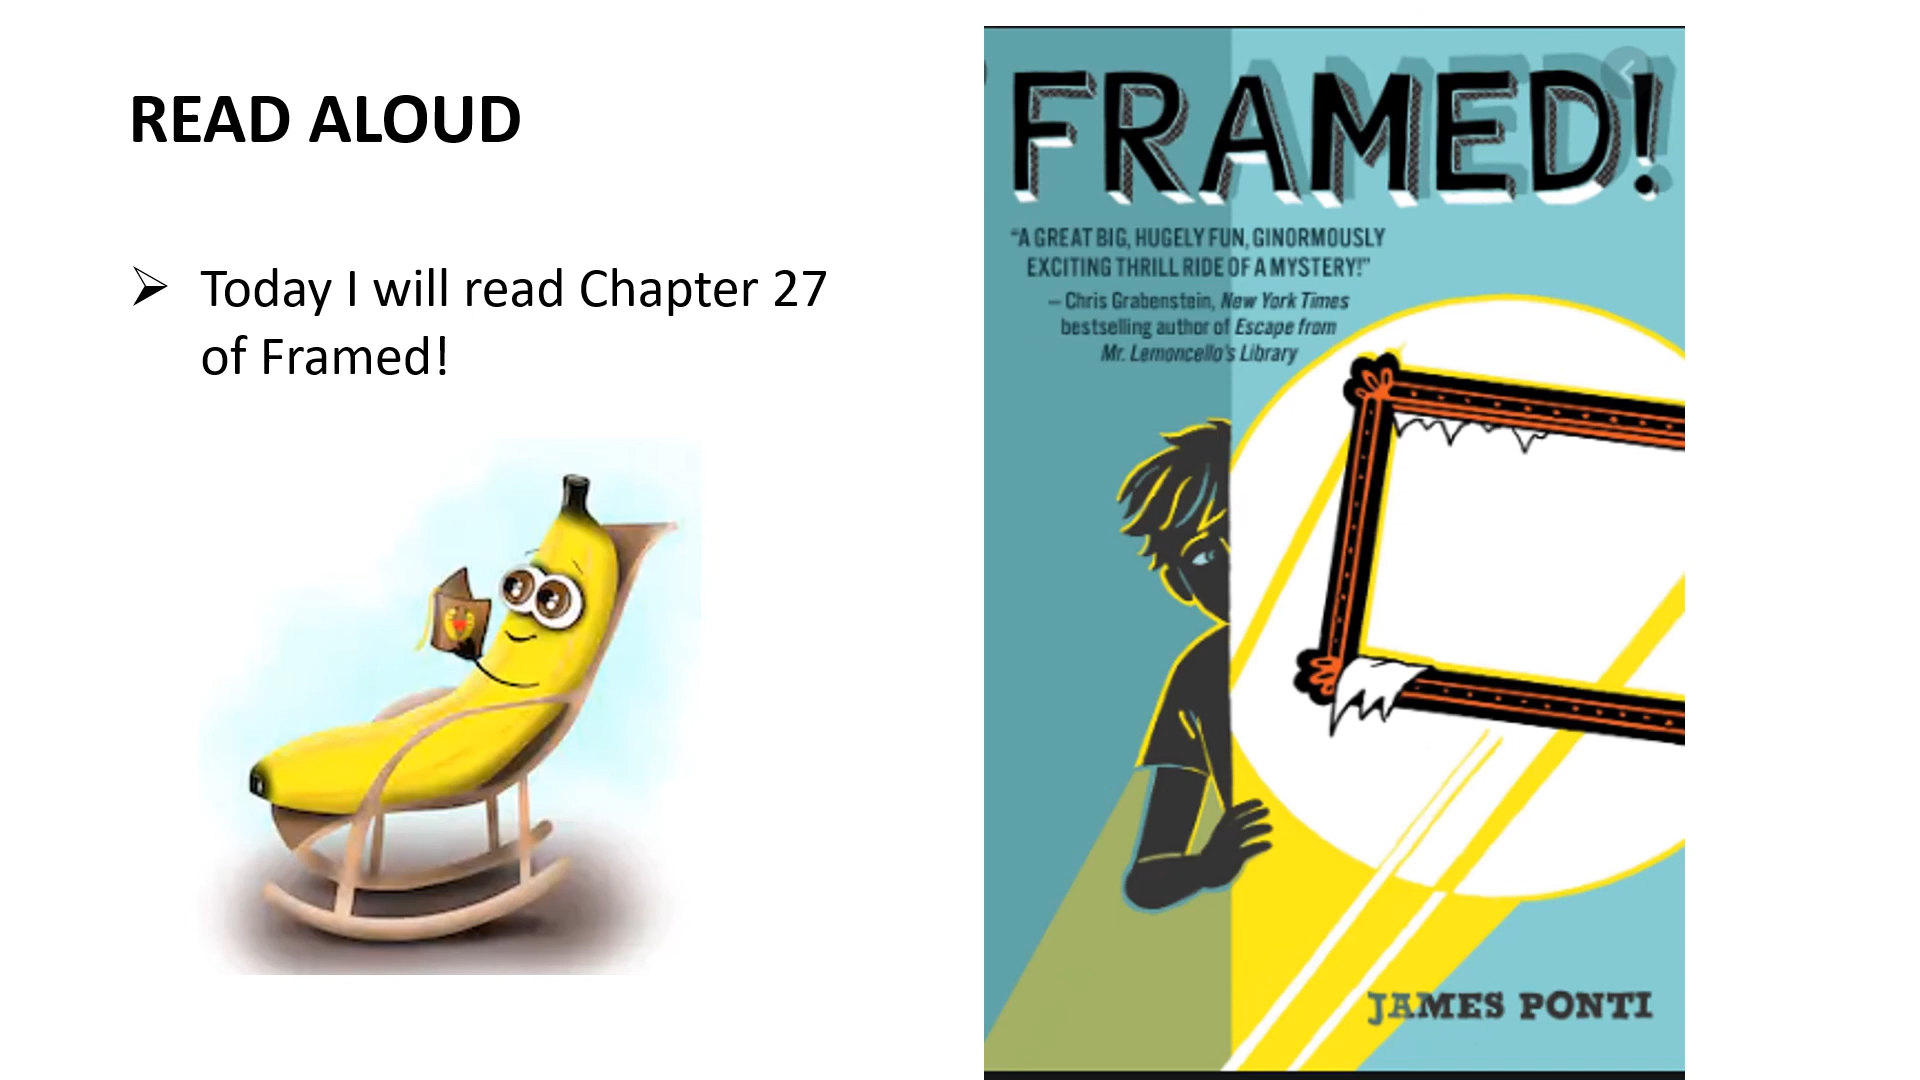 READ ALOUD
Today I will read Chapter 27
of Framed!
FRAMED!
“A GREAT BIG, HUGELY FUN, GINORMOUSLY
EXCITING THRILL RIDE OF A MYSTERY!”
– Chris Grabenstein, New York Times
bestselling author of Escape from
Mr. Lemoncello’s Library
JAMES PONTI